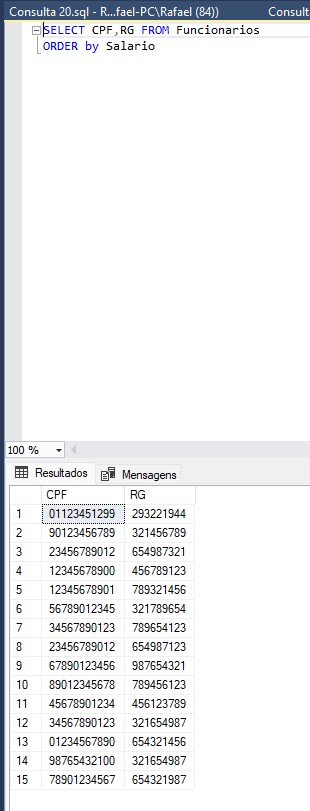 Consulta 20.sql - R...fael-PC\Rafael (84)) Consult
SELECT CPF,RG FROM Funcionarios
ORDER by Salario
100 %
Resultados Mensagens
CPF RG
1 01123451299 293221944
2 90123456789 321456789
3 23456789012 654987321
4 12345678900 456789123
5 12345678901 789321456
6 56789012345 321789654
7 34567890123 789654123
8 23456789012 654987123
9 67890123456 987654321
10 89012345678 789456123
11 45678901234 456123789
12 34567890123 321654987
13 01234567890 654321456
14 98765432100 321654987
15 78901234567 654321987